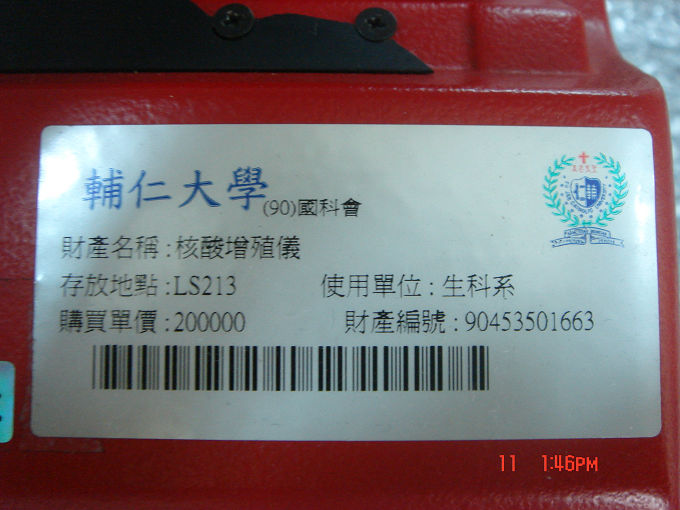 輔仁大學(90)國科會
財產名稱:核酸增殖儀
存放地點:LS213 使用單位:生科系
購買單價:200000 財產編號:90453501663
11 1:46PM